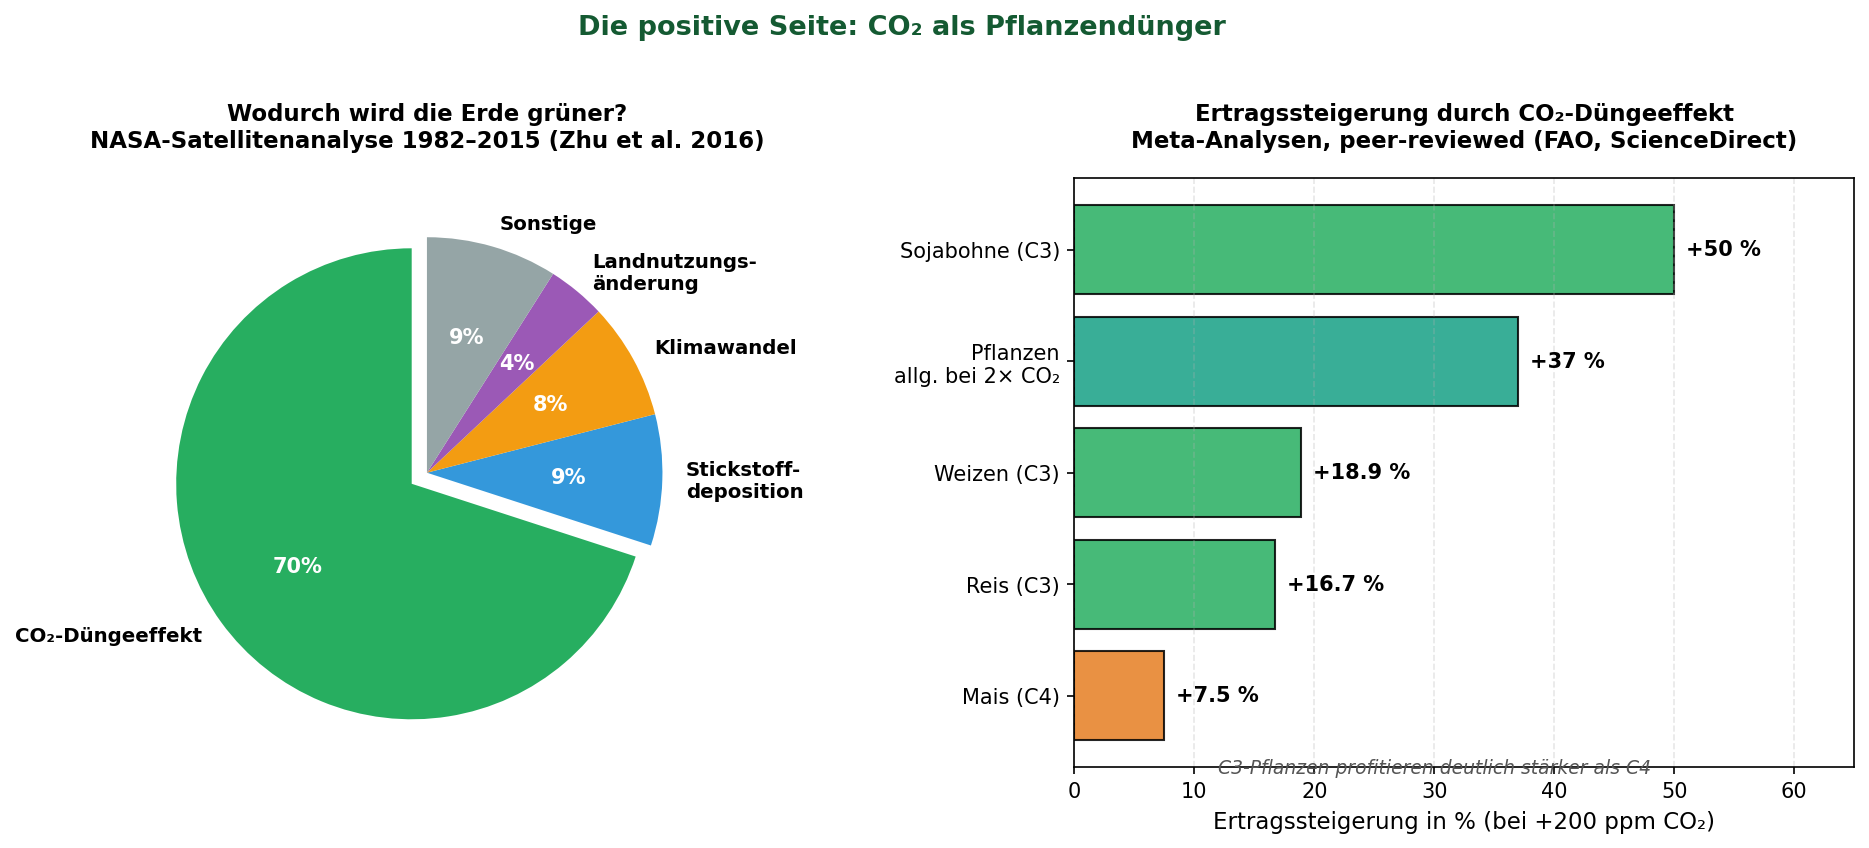 Die positive Seite: CO₂ als Pflanzendünger
Wodurch wird die Erde grüner?
NASA-Satellitenanalyse 1982–2015 (Zhu et al. 2016)
Sonstige
Landnutzungs-
änderung
Klimawandel
Stickstoff-
deposition
CO₂-Düngeeffekt
9%
4%
8%
9%
70%
Ertragssteigerung durch CO₂-Düngeeffekt
Meta-Analysen, peer-reviewed (FAO, ScienceDirect)
Sojabohne (C3)
+50 %
Pflanzen
allg. bei 2× CO₂
+37 %
Weizen (C3)
+18.9 %
Reis (C3)
+16.7 %
Mais (C4)
+7.5 %
C3-Pflanzen profitieren deutlich stärker als C4
0 10 20 30 40 50 60
Ertragssteigerung in % (bei +200 ppm CO₂)